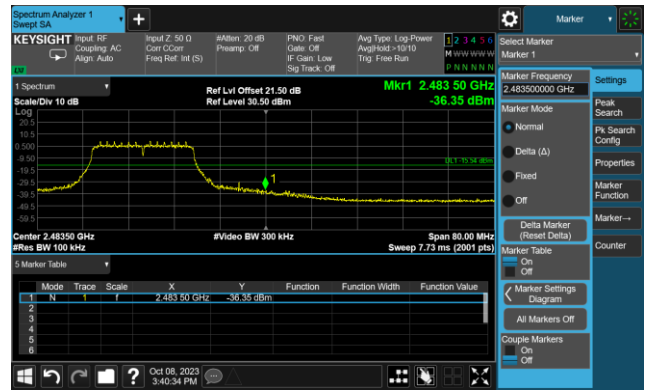 Spectrum Analyzer 1
Swept SA
Marker
KEYSIGHT
Input: RF
Coupling: AC
Align: Auto
Input Z: 50 Ω
Corr CCorr
Freq Ref: Int (S)
#Atten: 20 dB
Preamp: Off
PNO: Fast
Gate: Off
IF Gain: Low
Sig Track: Off
Avg Type: Log-Power
Avg|Hold:>10/10
Trig: Free Run
1 2 3 4 5 6
M W W W W W
P N N N N N
Select Marker
Marker 1
1 Spectrum
Scale/Div 10 dB
Log
Ref Lvl Offset 21.50 dB
Ref Level 30.50 dBm
Mkr1 2.483 50 GHz
-36.35 dBm
20.5
10.5
0.500
-9.50
-19.5
-29.5
-39.5
-49.5
-59.5
DL1 -15.54 dBm
1
Center 2.48350 GHz
#Res BW 100 kHz
#Video BW 300 kHz
Span 80.00 MHz
Sweep 7.73 ms (2001 pts)
5 Marker Table
Mode Trace Scale X Y Function Function Width Function Value
1 N 1 f 2.483 50 GHz -36.35 dBm
2
3
4
5
6
Marker Frequency
2.483500000 GHz
Marker Mode
Normal
Delta (Δ)
Fixed
Off
Delta Marker
(Reset Delta)
Marker Table
On
Off
Marker Settings
Diagram
All Markers Off
Couple Markers
On
Off
Settings
Peak
Search
Pk Search
Config
Properties
Marker
Function
Marker→
Counter
?
Oct 08, 2023
3:40:34 PM